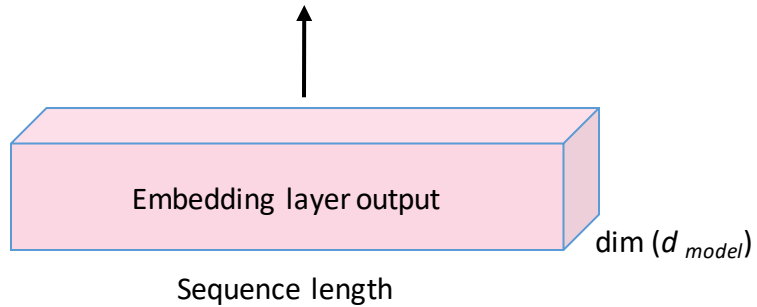 Embedding layer output
dim (d model)
Sequence length